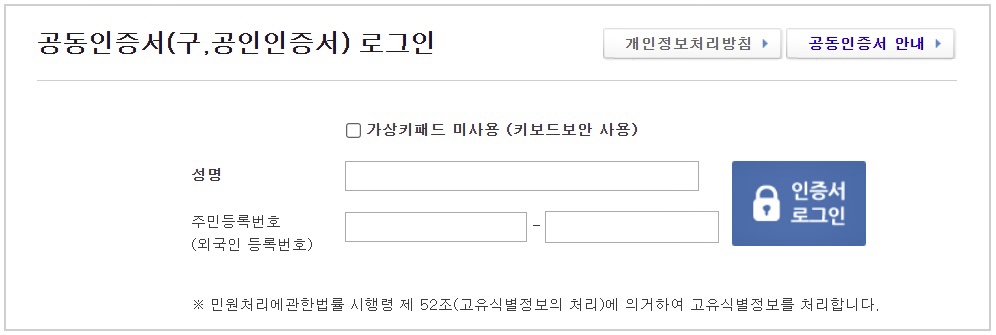 공동인증서(구,공인인증서) 로그인
개인정보처리방침
공동인증서 안내
가상키패드 미사용 (키보드보안 사용)
성명
주민등록번호
(외국인 등록번호)
–
인증서
로그인
※ 민원처리에관한법률 시행령 제 52조(고유식별정보의 처리)에 의거하여 고유식별정보를 처리합니다.